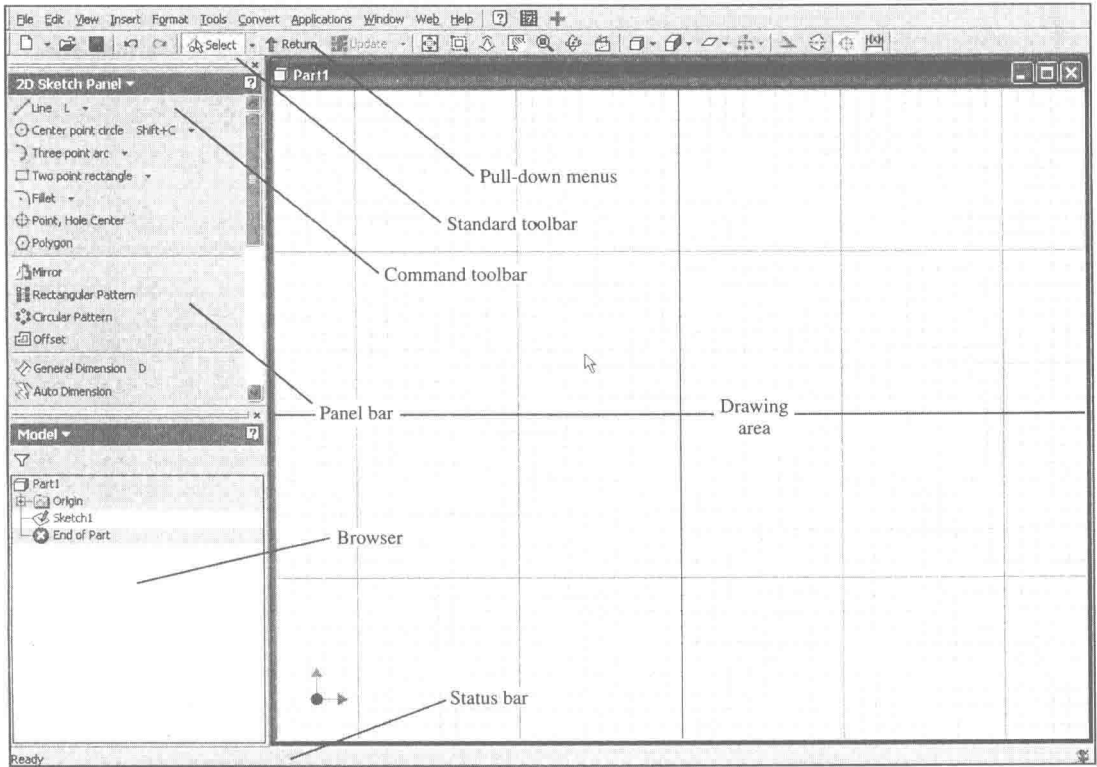 File Edit View Insert Format Tools Convert Applications Window Web Help
Select Return Update
2D Sketch Panel
Part1
Line L
Center point circle Shift+C
Three point arc
Two point rectangle
Fillet
Point, Hole Center
Polygon
Mirror
Rectangular Pattern
Circular Pattern
Offset
General Dimension D
Auto Dimension
Pull-down menus
Standard toolbar
Command toolbar
Panel bar
Drawing
area
Model
Part1
Origin
Sketch1
End of Part
Browser
Status bar
Ready